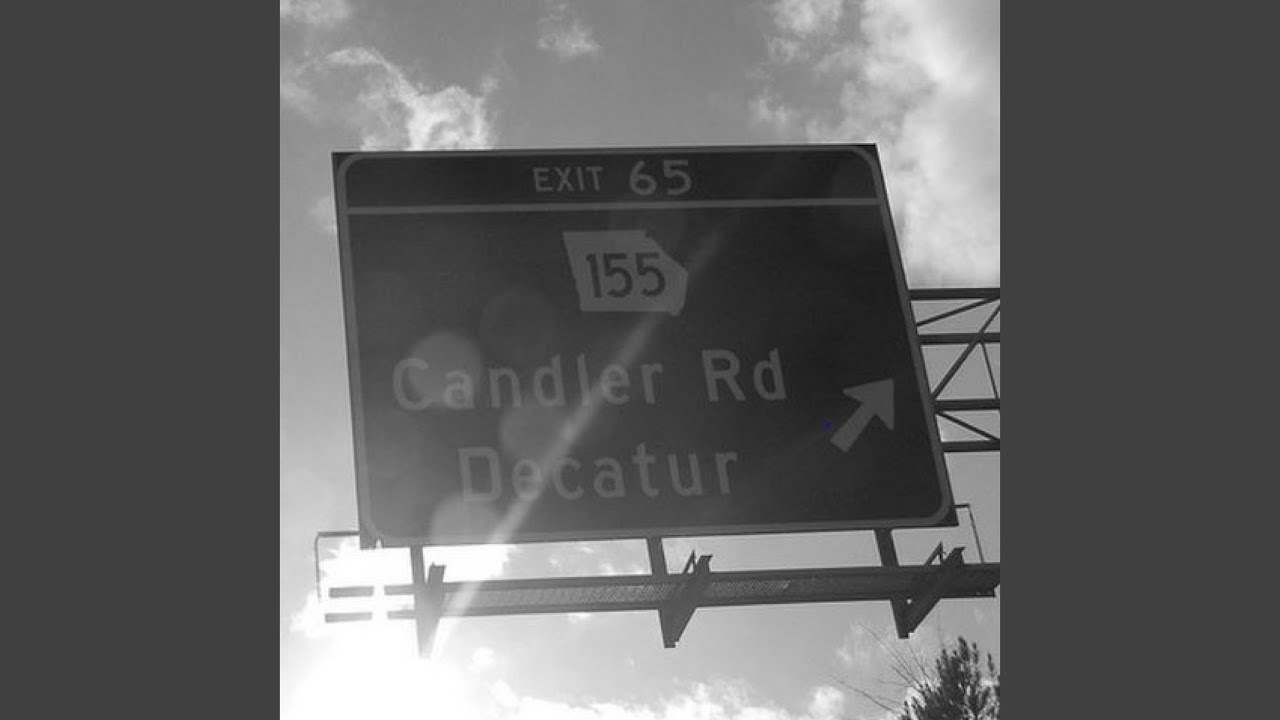 EXIT 65
155
Candler Rd
Decatur